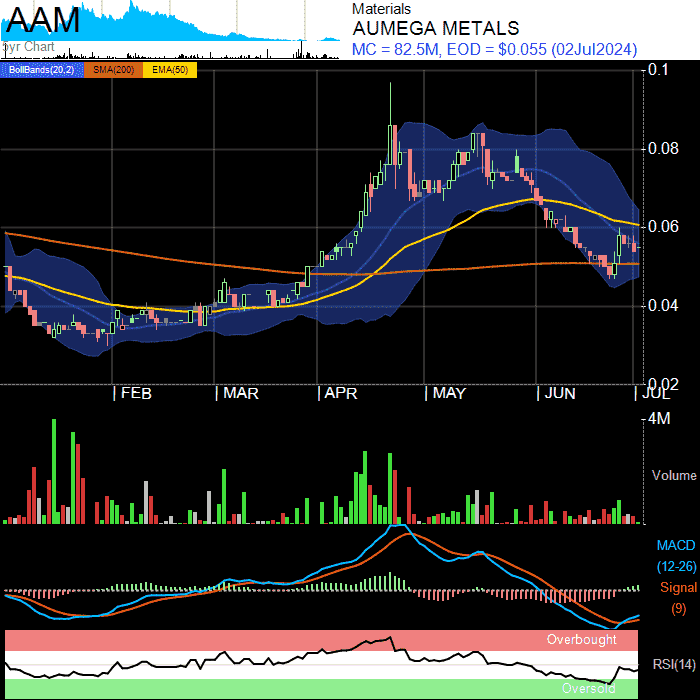 AAM
5yr Chart
Materials
AUMEGA METALS
MC = 82.5M, EOD = $0.055 (02Jul2024)
BollBands(20,2) SMA(200) EMA(50)
0.1
0.08
0.06
0.04
0.02
| FEB | MAR | APR | MAY | JUN | JUL
4M
Volume
MACD
(12-26)
Signal
(9)
Overbought
RSI(14)
Oversold